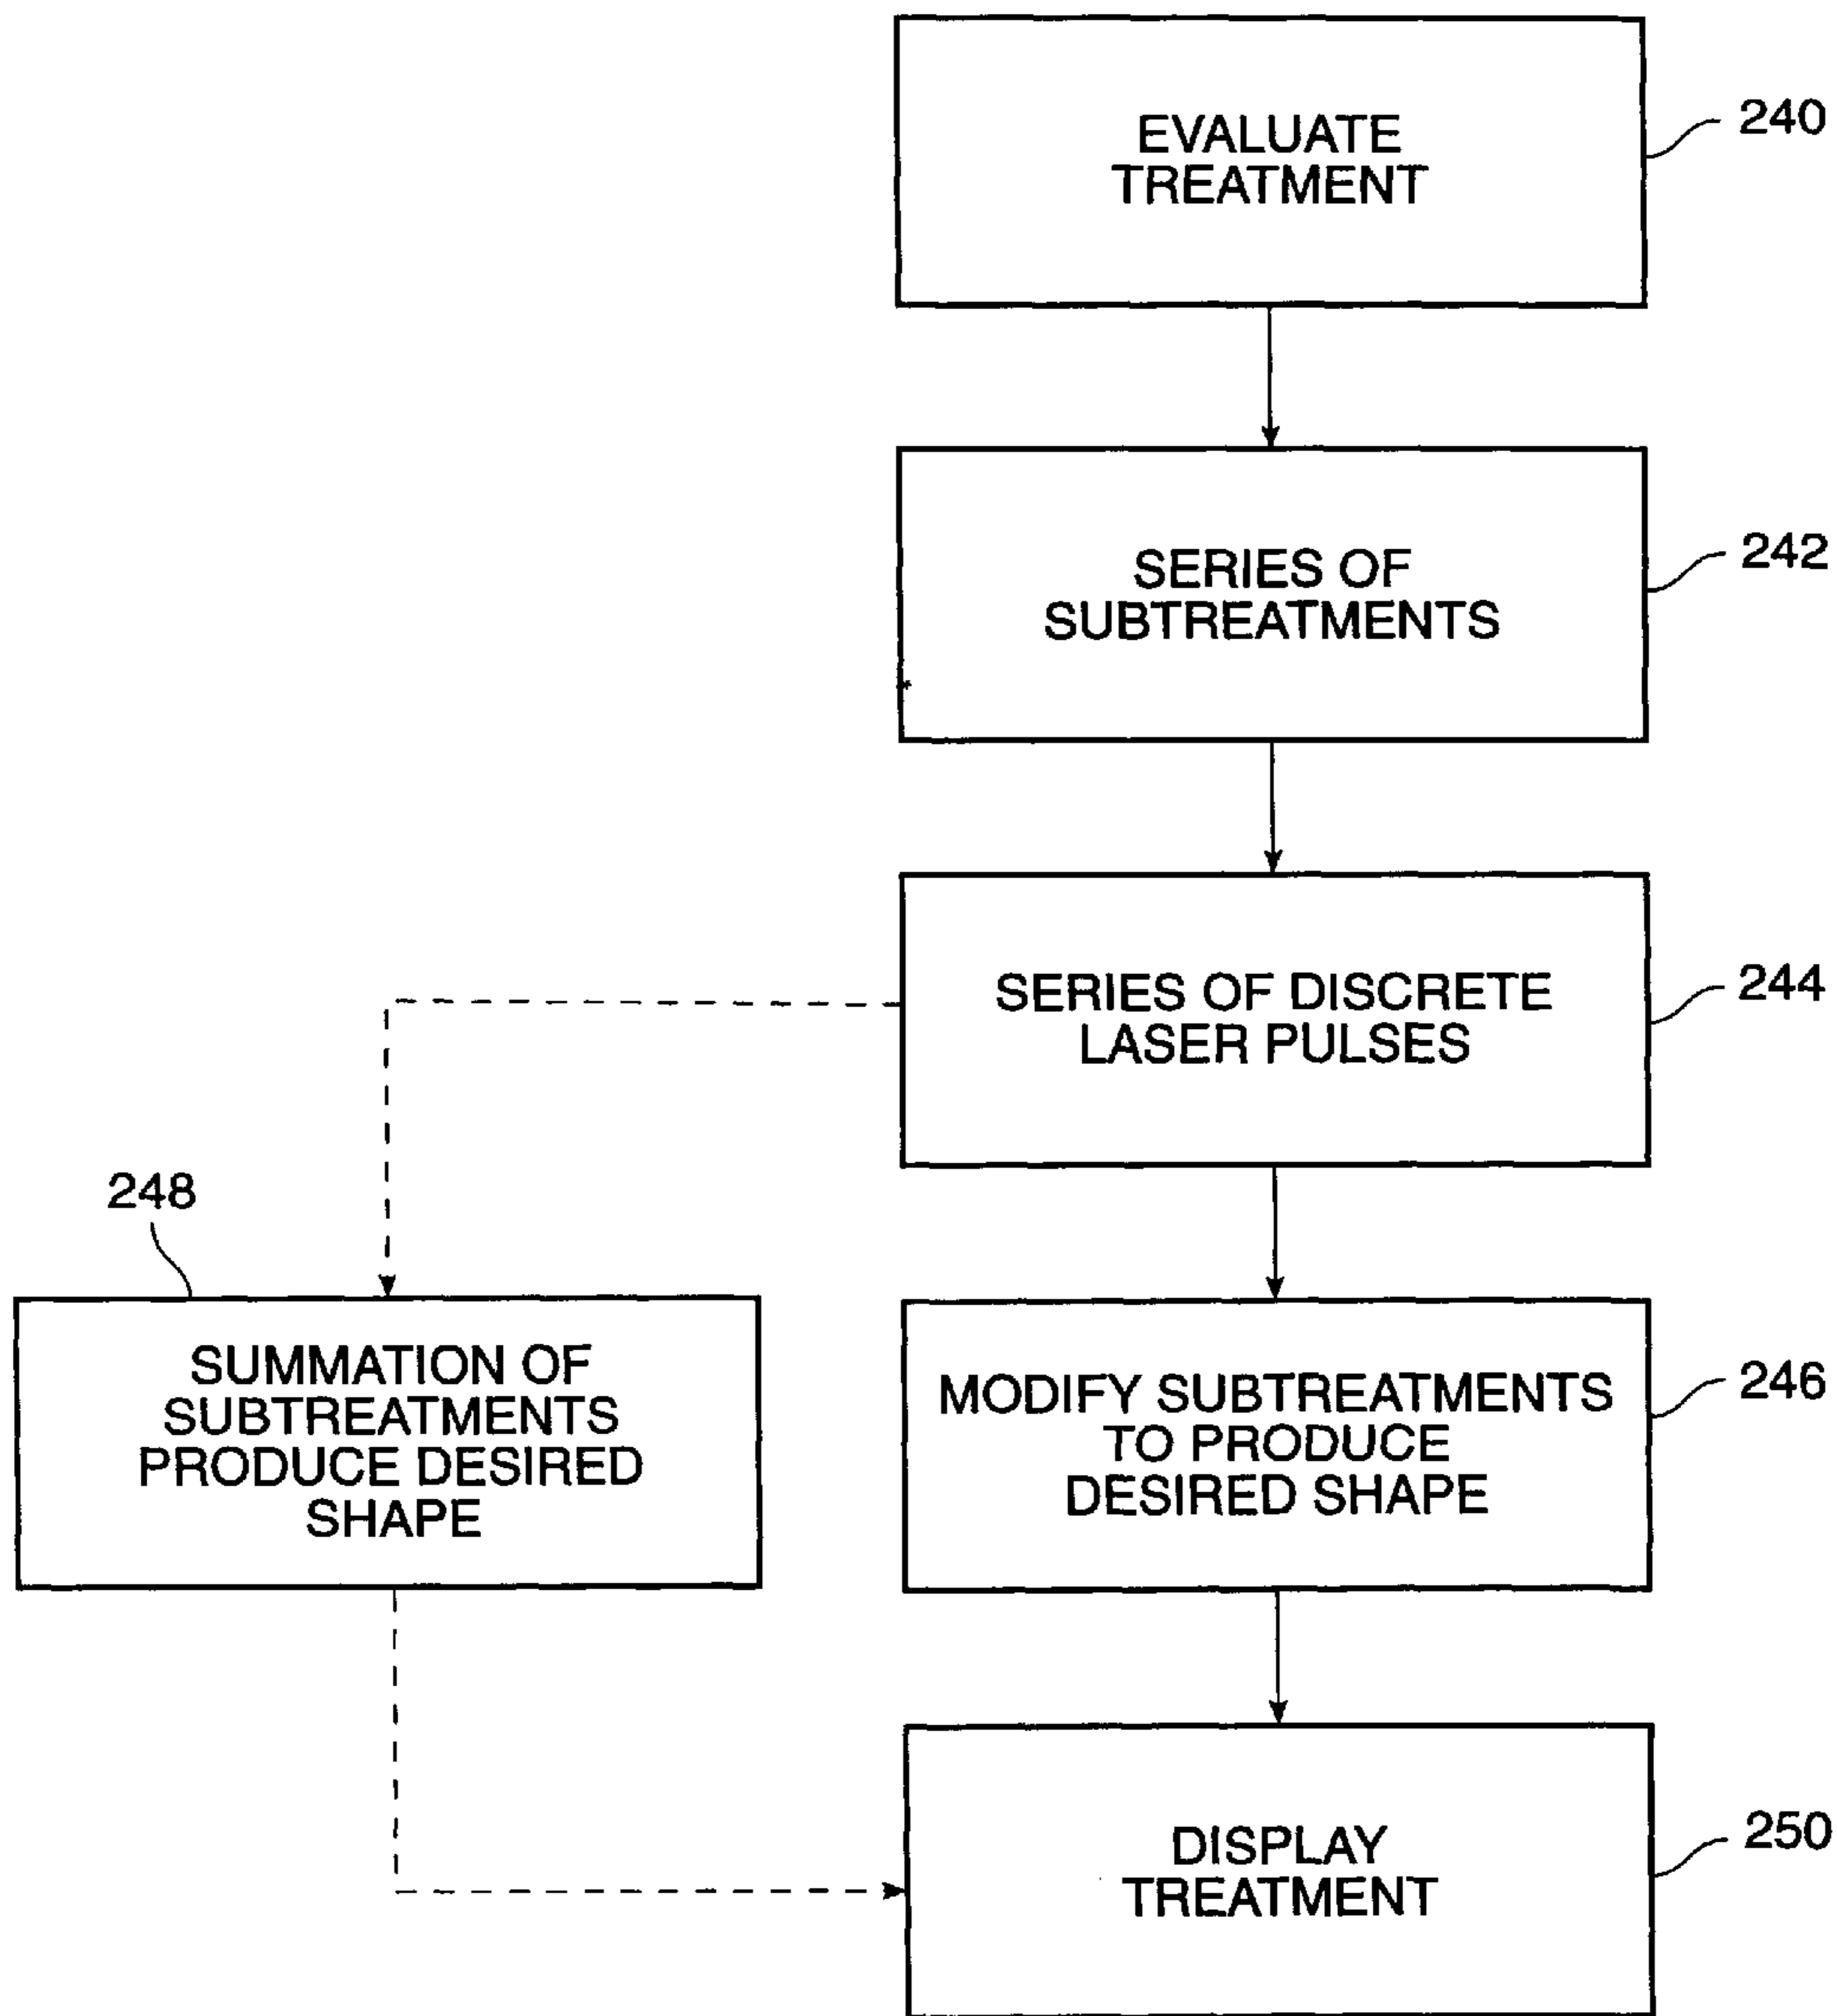 EVALUATE
TREATMENT
240
SERIES OF
SUBTREATMENTS
242
SERIES OF DISCRETE
LASER PULSES
244
248
SUMMATION OF
SUBTREATMENTS
PRODUCE DESIRED
SHAPE
MODIFY SUBTREATMENTS
TO PRODUCE
DESIRED SHAPE
246
DISPLAY
TREATMENT
250